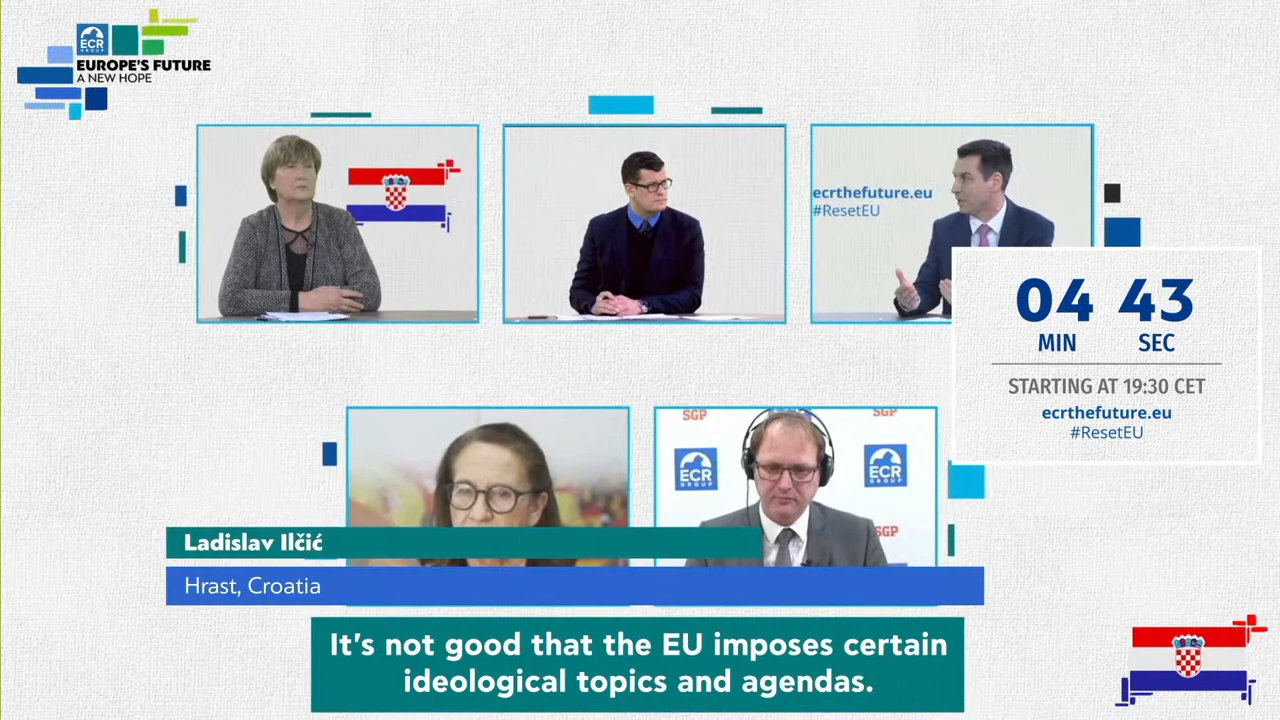 ECR
GROUP
EUROPE'S FUTURE
A NEW HOPE
ecrthefuture.eu
#ResetEU
04 43
MIN SEC
STARTING AT 19:30 CET
ecrthefuture.eu
#ResetEU
SGP
SGP
ECR
GROUP
ECR
GROUP
SGP
Ladislav Ilčić
Hrast, Croatia
It's not good that the EU imposes certain
ideological topics and agendas.